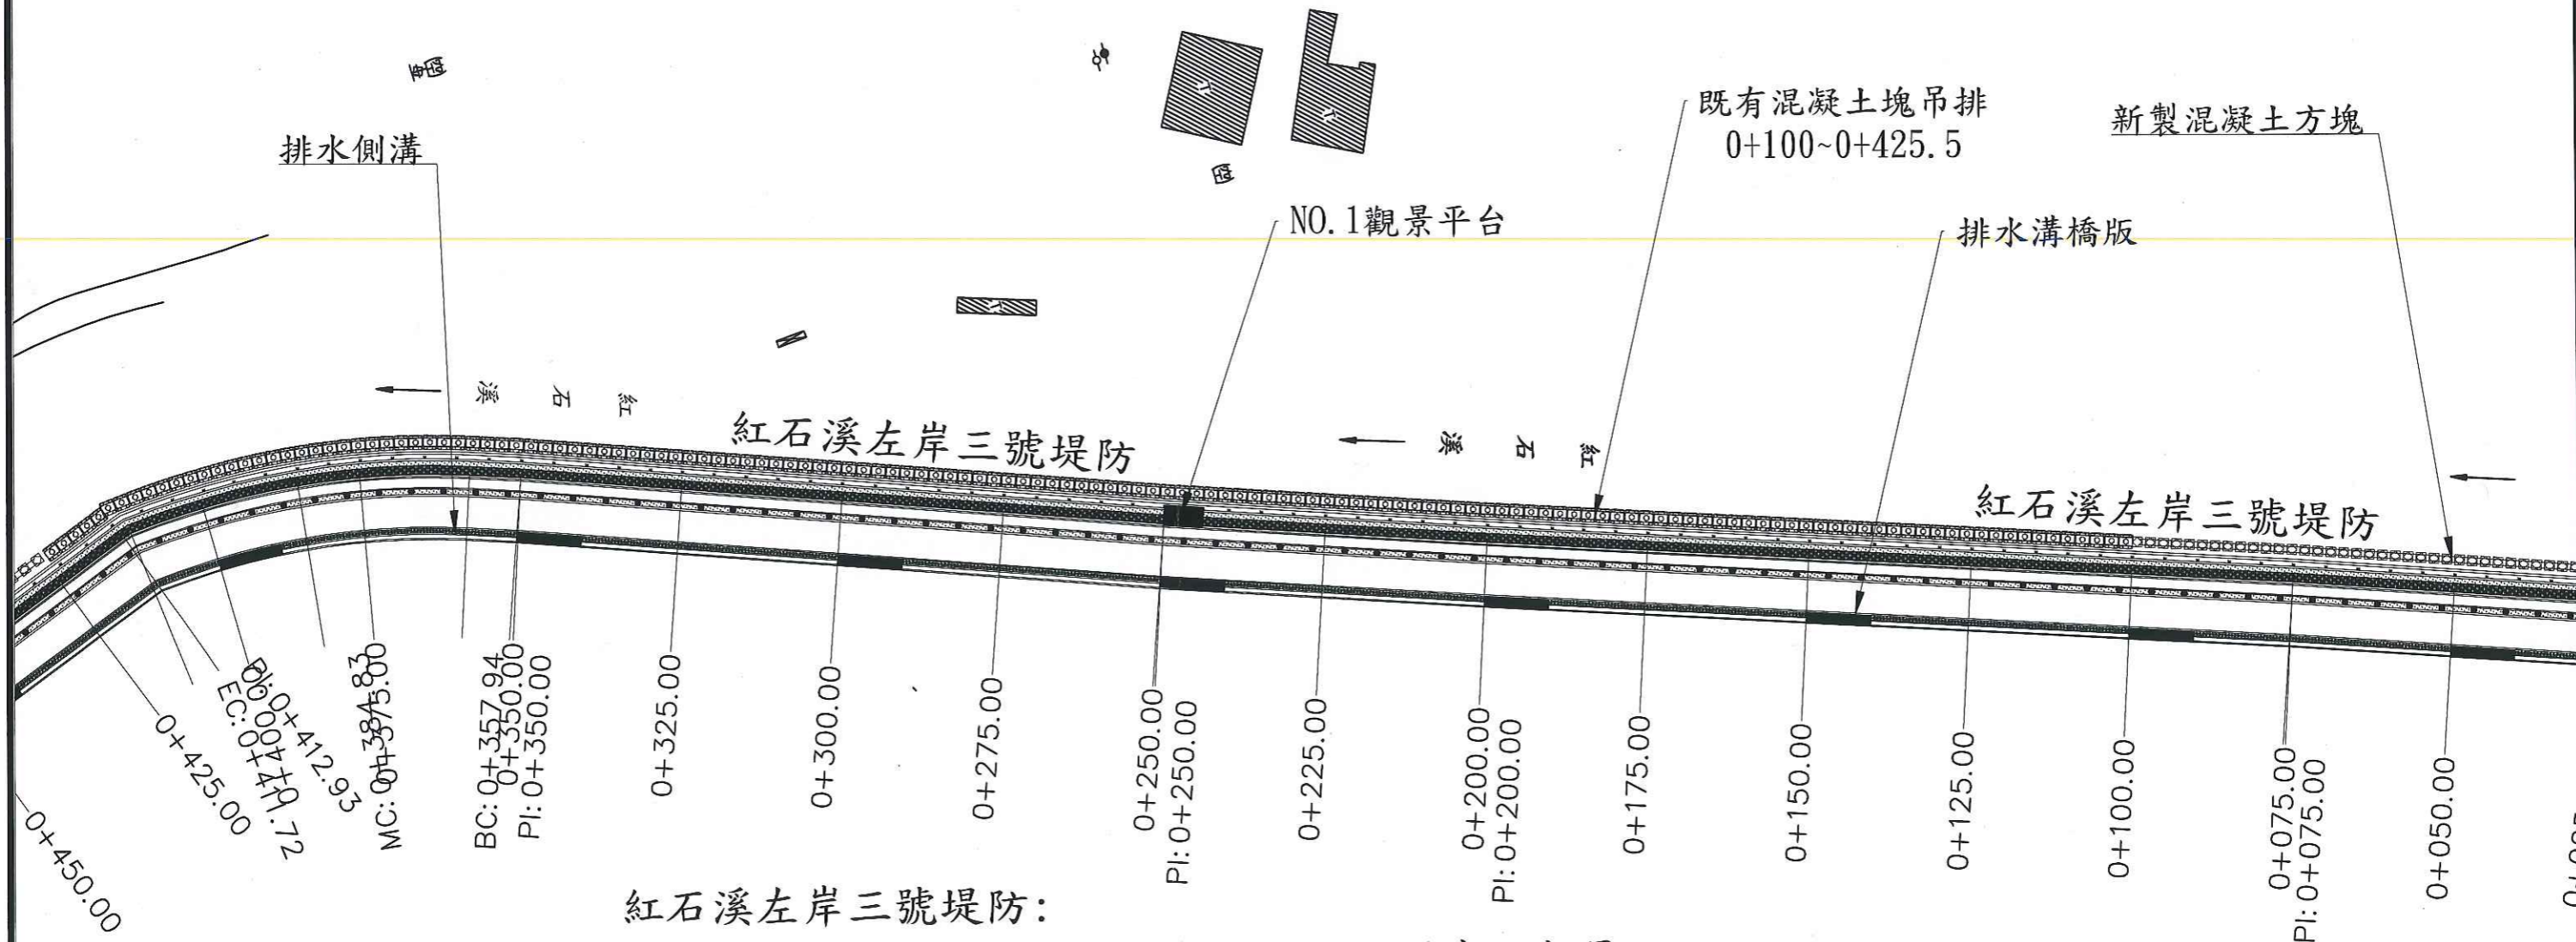 排水側溝
既有混凝土塊吊排
0+100~0+425.5
新製混凝土方塊
NO.1觀景平台
排水溝橋版
紅石溪
紅石溪左岸三號堤防
紅石溪
紅石溪左岸三號堤防
0+450.00
0+425.00
EC: 0+411.72
PI: 0+412.93
MC: 0+384.83
0+375.00
BC: 0+357.94
0+350.00
PI: 0+350.00
0+325.00
0+300.00
0+275.00
0+250.00
PI: 0+250.00
0+225.00
0+200.00
PI: 0+200.00
0+175.00
0+150.00
0+125.00
0+100.00
0+075.00
PI: 0+075.00
0+050.00
紅石溪左岸三號堤防: